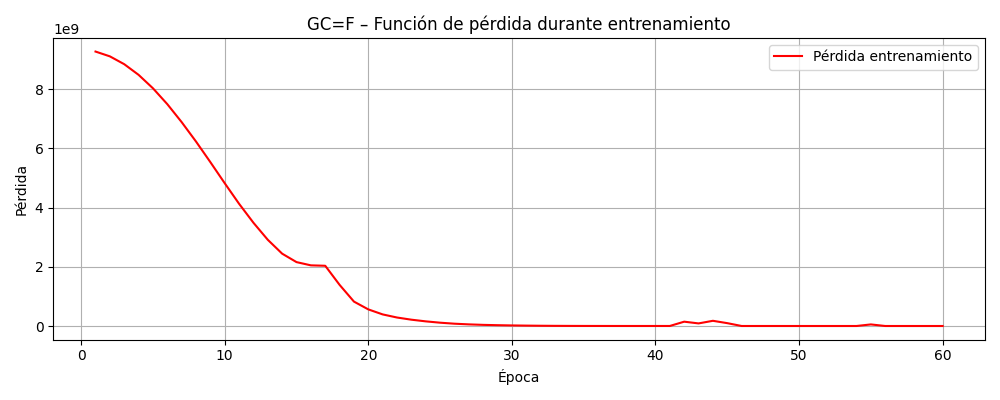 GC=F – Función de pérdida durante entrenamiento
1e9
Pérdida entrenamiento
8
6
4
2
0
Pérdida
0 10 20 30 40 50 60
Época